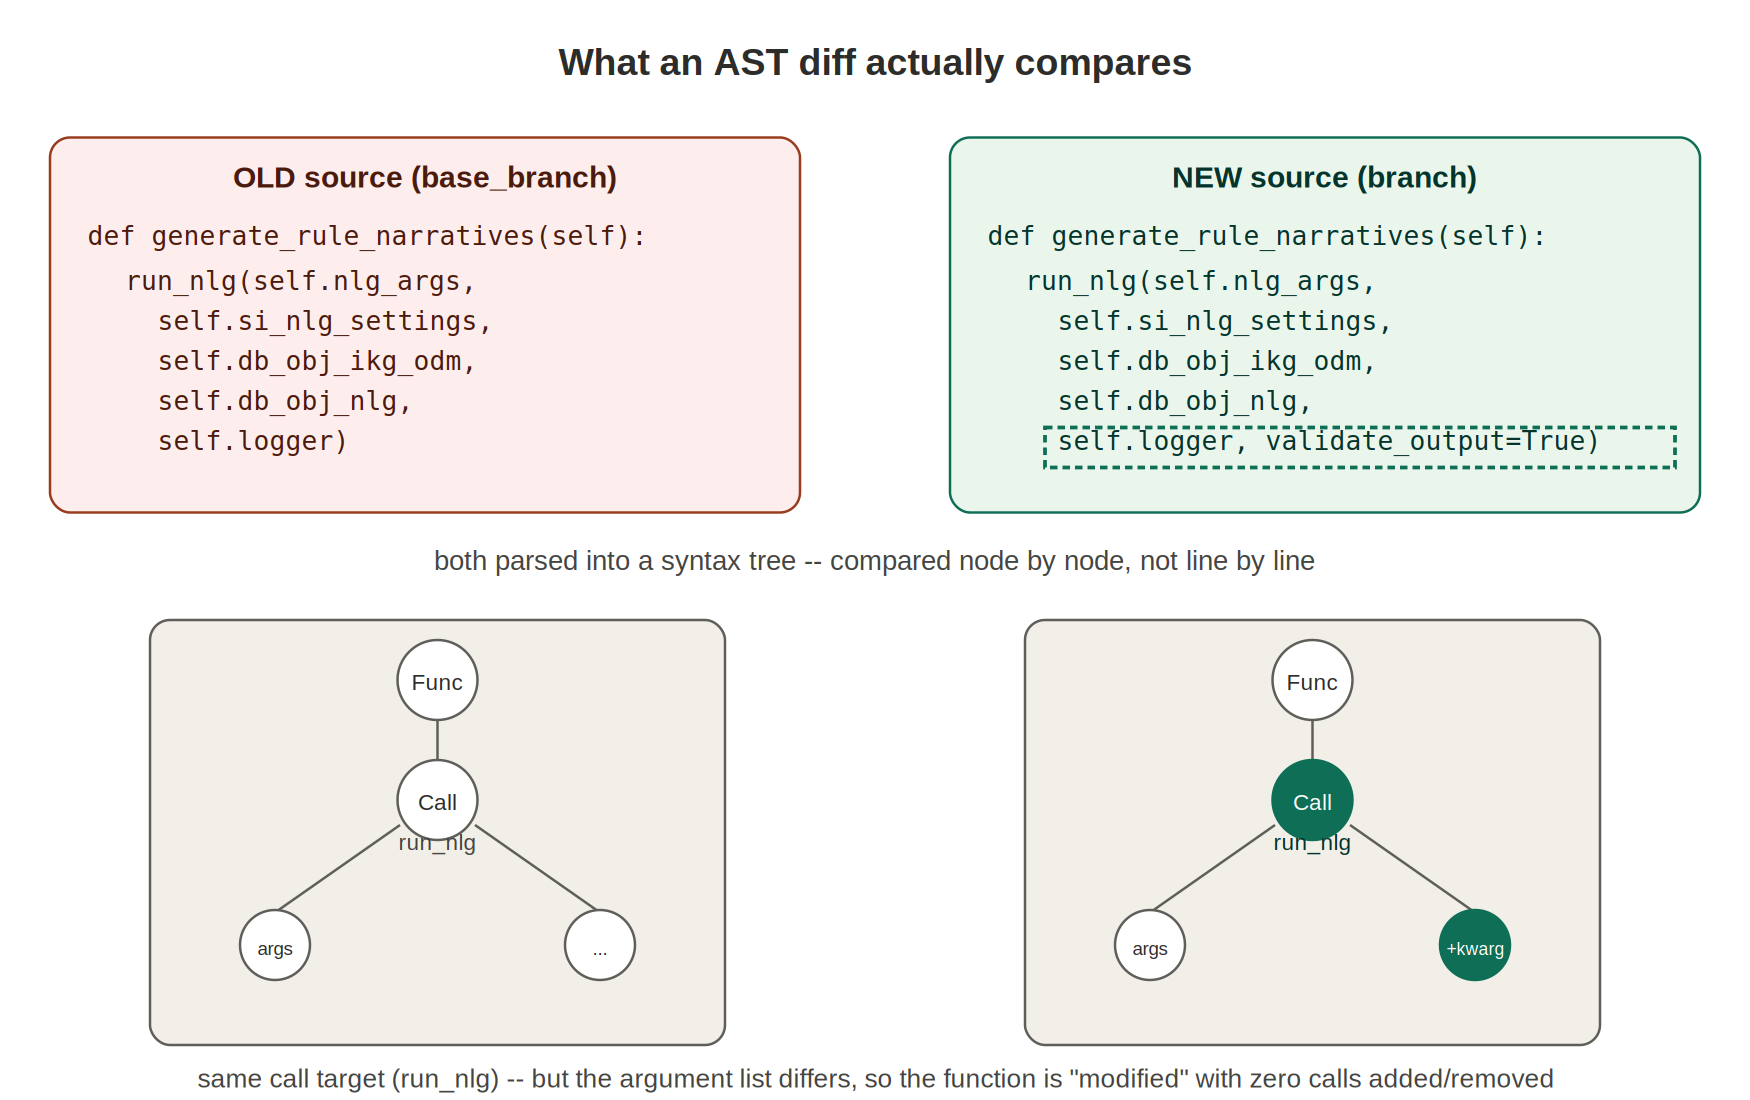 What an AST diff actually compares
OLD source (base_branch)
def generate_rule_narratives(self):
run_nlg(self.nlg_args,
self.si_nlg_settings,
self.db_obj_ikg_odm,
self.db_obj_nlg,
self.logger)
NEW source (branch)
def generate_rule_narratives(self):
run_nlg(self.nlg_args,
self.si_nlg_settings,
self.db_obj_ikg_odm,
self.db_obj_nlg,
self.logger, validate_output=True)
both parsed into a syntax tree -- compared node by node, not line by line
Func
Call
run_nlg
args
...
Func
Call
run_nlg
args
+kwarg
same call target (run_nlg) -- but the argument list differs, so the function is "modified" with zero calls added/removed